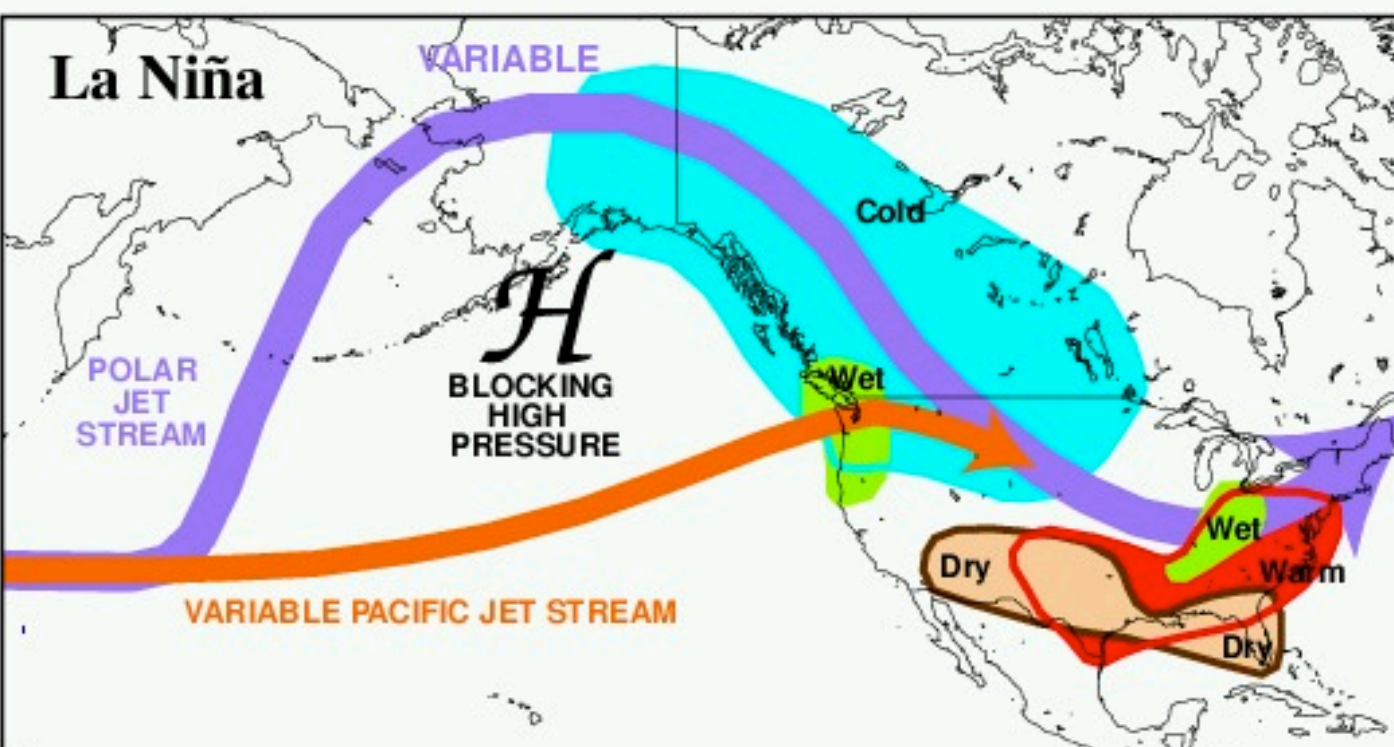 La Niña
VARIABLE
Cold
POLAR
JET
STREAM
H
BLOCKING
HIGH
PRESSURE
Wet
VARIABLE PACIFIC JET STREAM
Wet
Dry
Warm
Dry